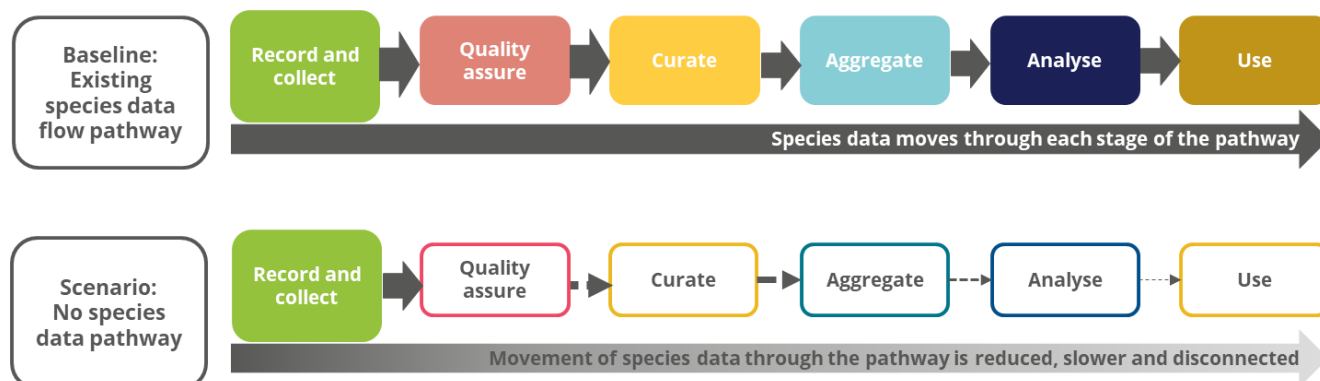 Baseline:
Existing
species data
flow pathway
Record and
collect
Quality
assure
Curate
Aggregate
Analyse
Use
Species data moves through each stage of the pathway
Scenario:
No species
data pathway
Record and
collect
Quality
assure
Curate
Aggregate
Analyse
Use
Movement of species data through the pathway is reduced, slower and disconnected